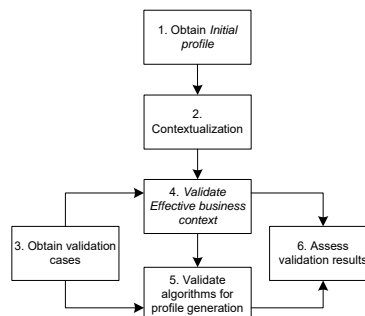 1. Obtain Initial
profile
2.
Contextualization
4. Validate
Effective business
context
3. Obtain validation
cases
6. Assess
validation results
5. Validate
algorithms for
profile generation